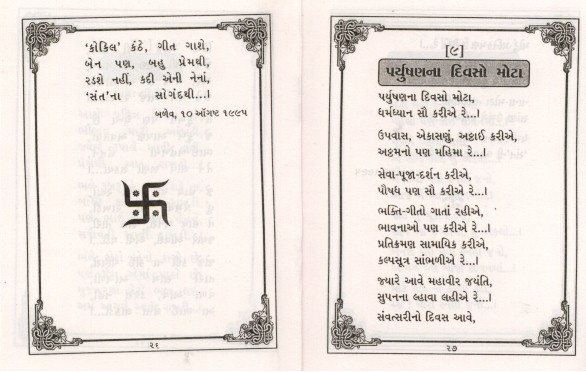 'કોકિલ' કંઠે, ગીત ગાશે,
બેન પણ, બહુ પ્રેમથી,
રડશે નહીં, કદી એની નેનાં,
'સંત'ના સોગંદથી...!
બળેવ, ૧૦ ઑગષ્ટ ૧૯૯૫
૨૬
[૯]
પર્યુષણના દિવસો મોટા
પર્યુષણના દિવસો મોટા,
ધર્મધ્યાન સૌ કરીએ રે...!
ઉપવાસ, એકાસણું, અઠ્ઠાઈ કરીએ,
અઠ્ઠમનો પણ મહિમા રે...!
સેવા-પૂજા-દર્શન કરીએ,
પૌષધ પણ સૌ કરીએ રે...!
ભક્તિ-ગીતો ગાતાં રહીએ,
ભાવનાઓ પણ કરીએ રે...!
પ્રતિક્રમણ સામાયિક કરીએ,
કલ્પસૂત્ર સાંભળીએ રે...!
જ્યારે આવે મહાવીર જયંતિ,
સુપનના લ્હાવા લહીએ રે...!
સંવત્સરીનો દિવસ આવે,
૨૭